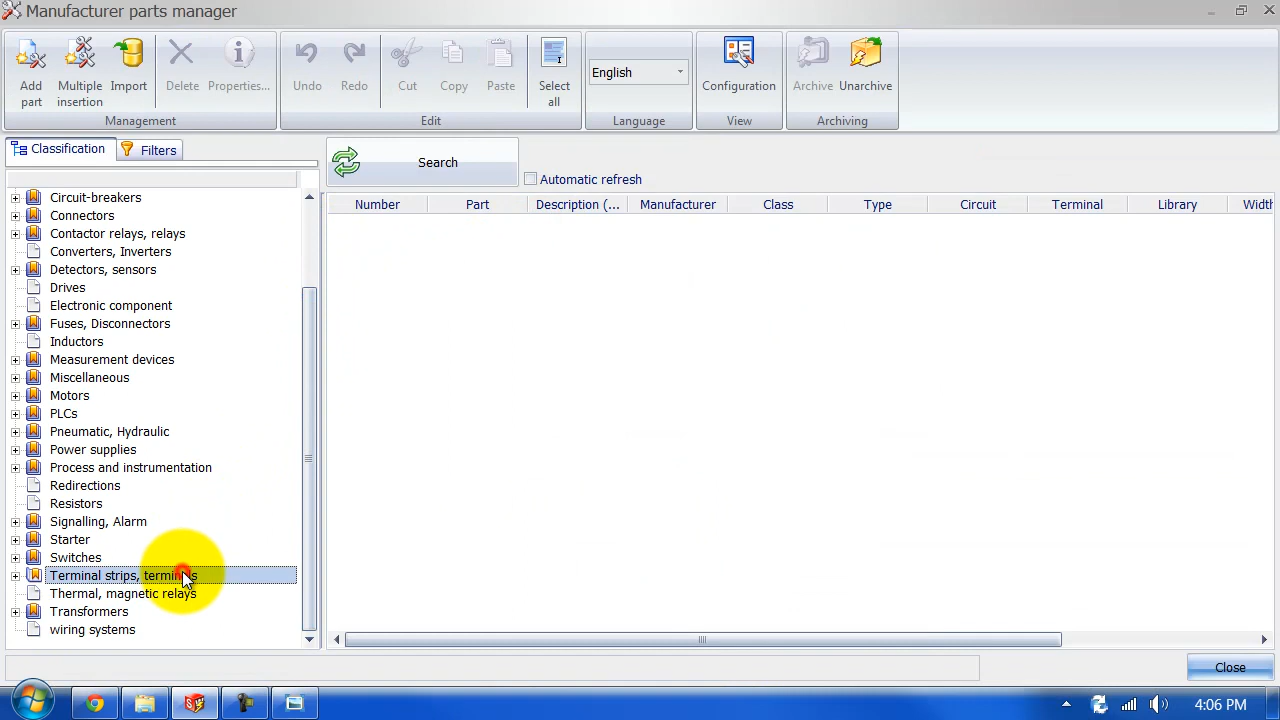 Manufacturer parts manager
Add part
Multiple insertion
Import
Delete
Properties...
Undo
Redo
Cut
Copy
Paste
Select all
English
Configuration
Archive
Unarchive
Management
Edit
Language
View
Archiving
Classification
Filters
Search
Automatic refresh
Number Part Description (... Manufacturer Class Type Circuit Terminal Library Width
Circuit-breakers
Connectors
Contactor relays, relays
Converters, Inverters
Detectors, sensors
Drives
Electronic component
Fuses, Disconnectors
Inductors
Measurement devices
Miscellaneous
Motors
PLCs
Pneumatic, Hydraulic
Power supplies
Process and instrumentation
Redirections
Resistors
Signalling, Alarm
Starter
Switches
Terminal strips, terminals
Thermal, magnetic relays
Transformers
wiring systems
Close
4:06 PM